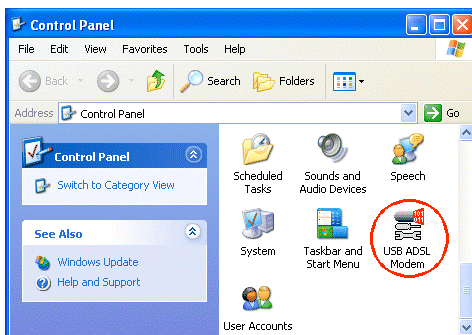 Control Panel
File Edit View Favorites Tools Help
Back Search Folders
Address Control Panel Go
Control Panel
Switch to Category View
See Also
Windows Update
Help and Support
Scheduled
Tasks
Sounds and
Audio Devices
Speech
System
Taskbar and
Start Menu
101
011
USB ADSL
Modem
User Accounts